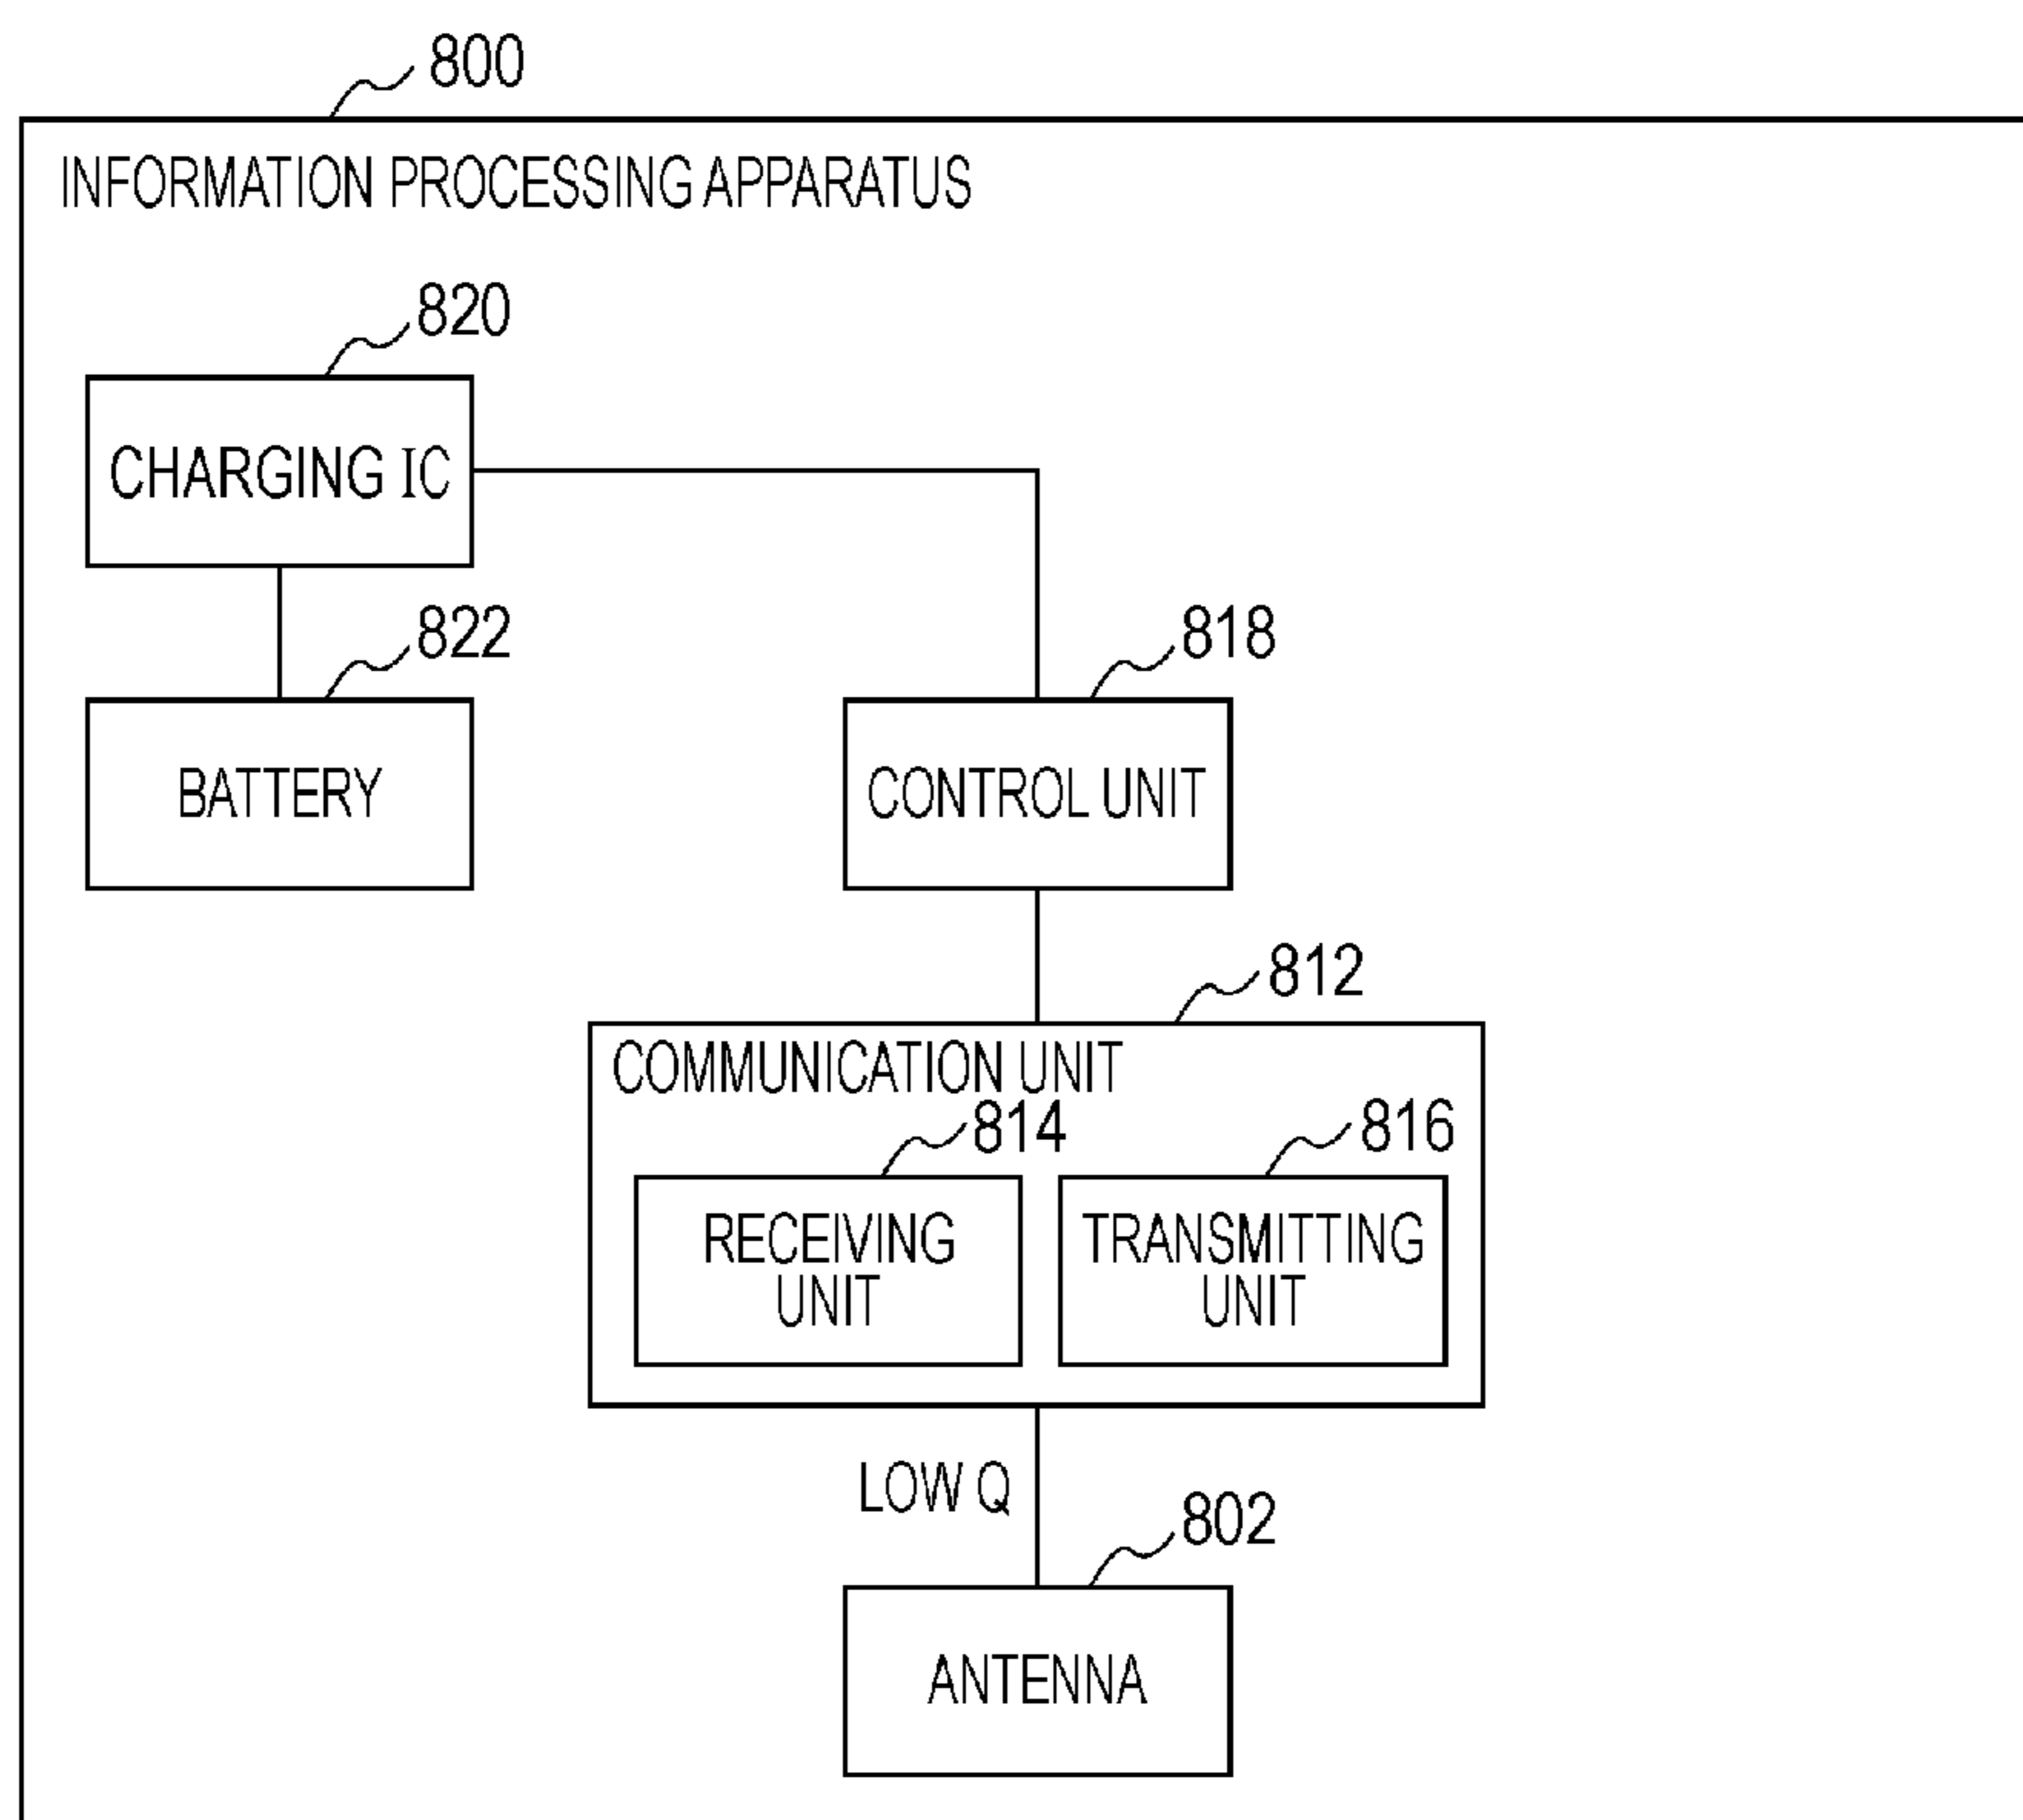 800
INFORMATION PROCESSING APPARATUS
820
CHARGING IC
822
BATTERY
818
CONTROL UNIT
812
COMMUNICATION UNIT
814
RECEIVING
UNIT
816
TRANSMITTING
UNIT
LOW Q
802
ANTENNA